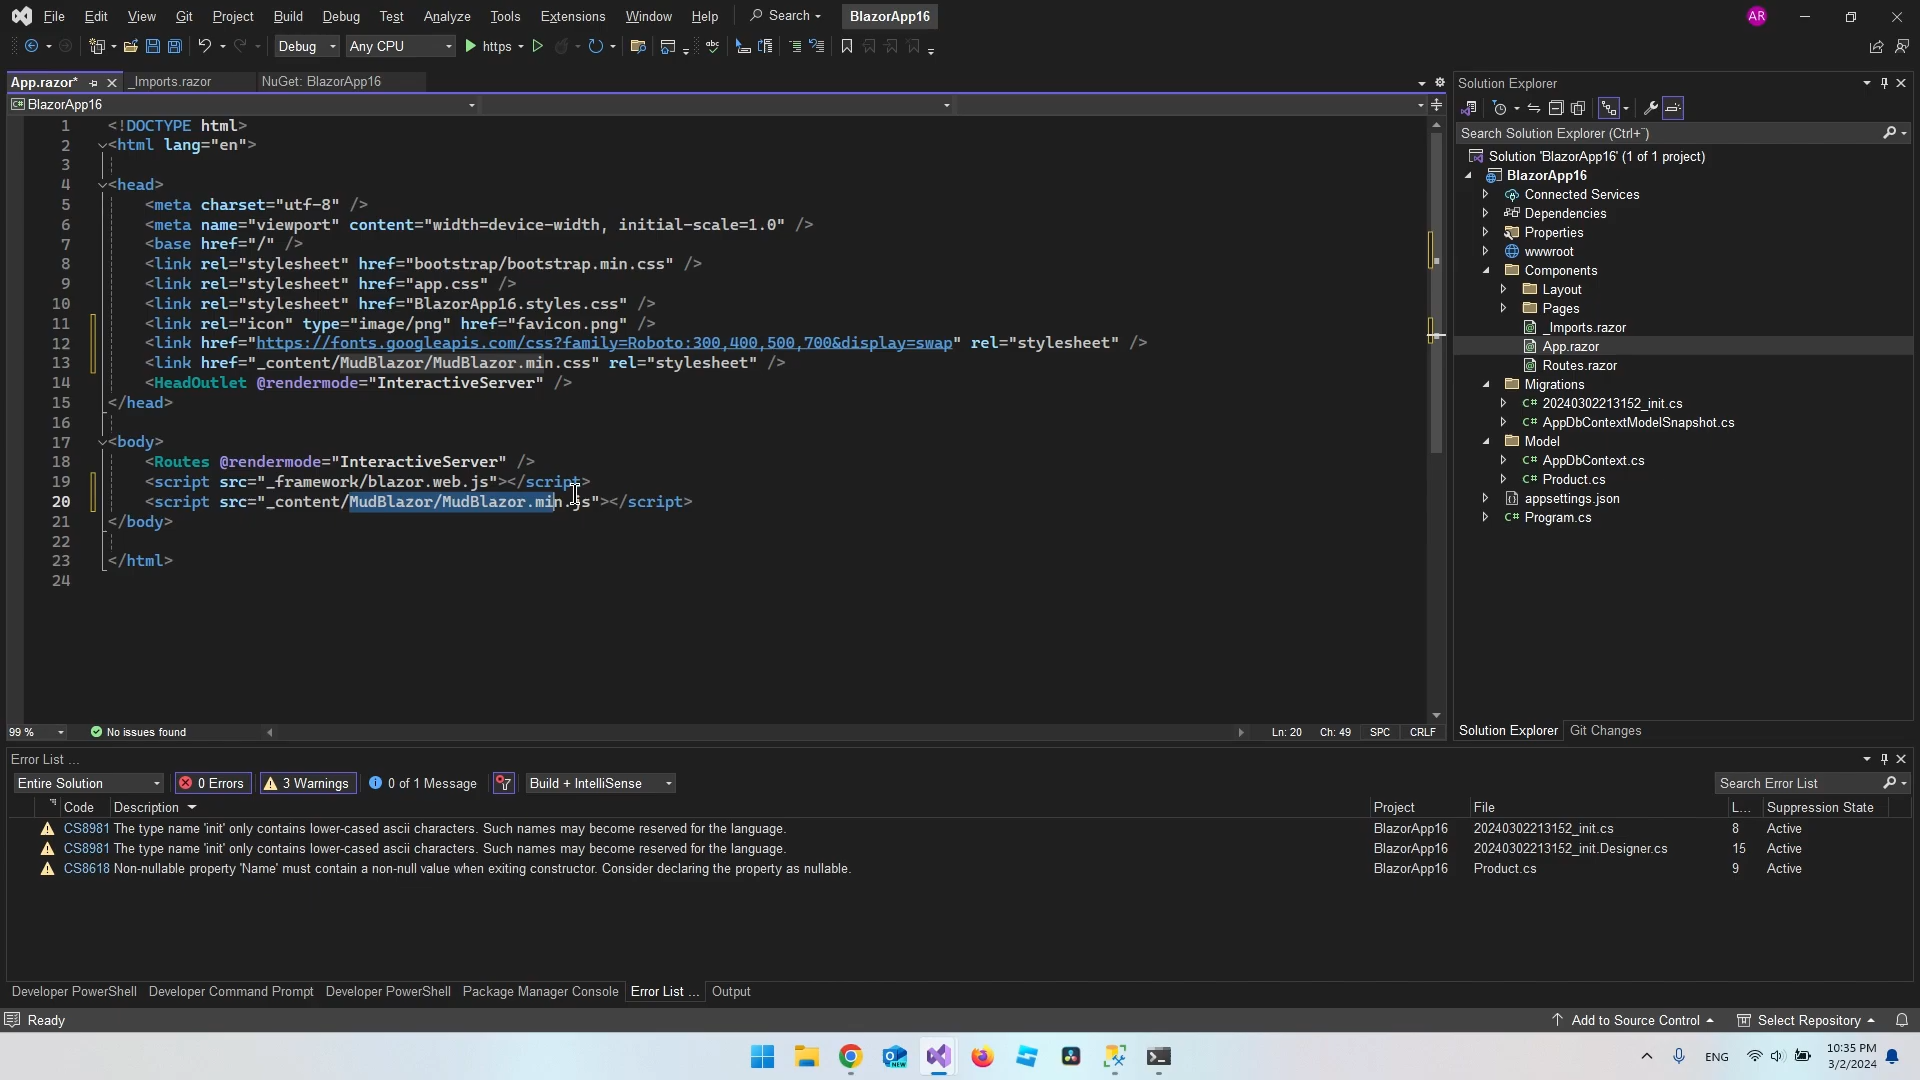 File Edit View Git Project Build Debug Test Analyze Tools Extensions Window Help Search BlazorApp16 AR
Debug Any CPU https
App.razor* _Imports.razor NuGet: BlazorApp16
BlazorApp16
1 <!DOCTYPE html>
2 <html lang="en">
3
4 <head>
5 <meta charset="utf-8" />
6 <meta name="viewport" content="width=device-width, initial-scale=1.0" />
7 <base href="/" />
8 <link rel="stylesheet" href="bootstrap/bootstrap.min.css" />
9 <link rel="stylesheet" href="app.css" />
10 <link rel="stylesheet" href="BlazorApp16.styles.css" />
11 <link rel="icon" type="image/png" href="favicon.png" />
12 <link href="https://fonts.googleapis.com/css?family=Roboto:300,400,500,700&display=swap" rel="stylesheet" />
13 <link href="_content/MudBlazor/MudBlazor.min.css" rel="stylesheet" />
14 <HeadOutlet @rendermode="InteractiveServer" />
15 </head>
16
17 <body>
18 <Routes @rendermode="InteractiveServer" />
19 <script src="_framework/blazor.web.js"></script>
20 <script src="_content/MudBlazor/MudBlazor.min.js"></script>
21 </body>
22
23 </html>
24
99 % No issues found Ln: 20 Ch: 49 SPC CRLF
Solution Explorer
Search Solution Explorer (Ctrl+¨)
Solution 'BlazorApp16' (1 of 1 project)
BlazorApp16
Connected Services
Dependencies
Properties
wwwroot
Components
Layout
Pages
_Imports.razor
App.razor
Routes.razor
Migrations
C# 20240302213152_init.cs
C# AppDbContextModelSnapshot.cs
Model
C# AppDbContext.cs
C# Product.cs
appsettings.json
C# Program.cs
Solution Explorer Git Changes
Error List ...
Entire Solution 0 Errors 3 Warnings 0 of 1 Message Build + IntelliSense Search Error List
Code Description Project File L... Suppression State
CS8981 The type name 'init' only contains lower-cased ascii characters. Such names may become reserved for the language. BlazorApp16 20240302213152_init.cs 8 Active
CS8981 The type name 'init' only contains lower-cased ascii characters. Such names may become reserved for the language. BlazorApp16 20240302213152_init.Designer.cs 15 Active
CS8618 Non-nullable property 'Name' must contain a non-null value when exiting constructor. Consider declaring the property as nullable. BlazorApp16 Product.cs 9 Active
Developer PowerShell Developer Command Prompt Developer PowerShell Package Manager Console Error List ... Output
Ready Add to Source Control Select Repository
ENG 10:35 PM
3/2/2024